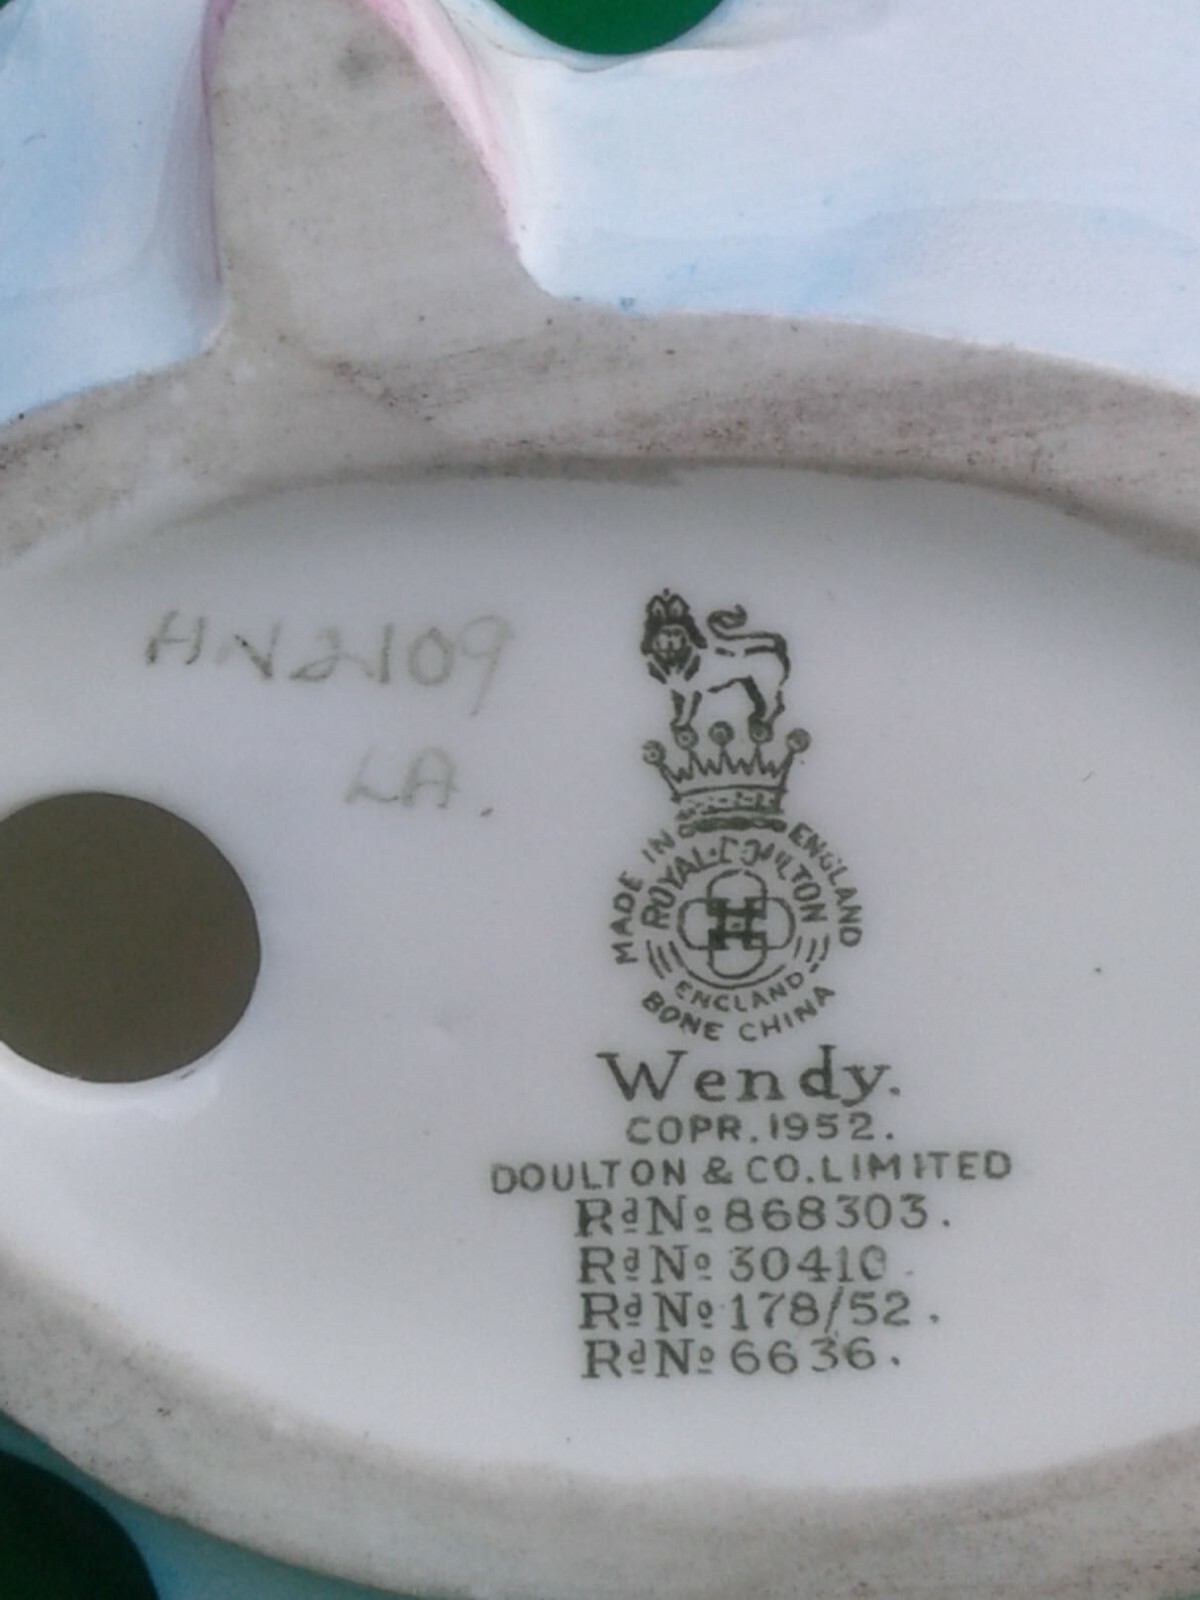 HN2109
LA.
MADE IN ENGLAND
ROYAL·DOULTON
ENGLAND
BONE CHINA
Wendy.
COPR. 1952.
DOULTON & CO. LIMITED
Rd No 868303.
Rd No 30410.
Rd No 178/52.
Rd No 6636.